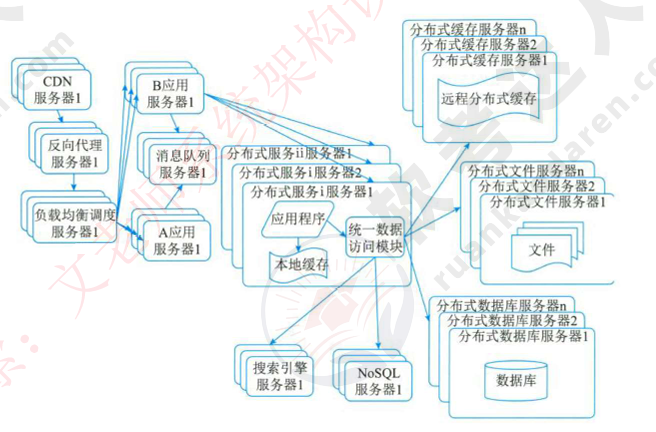 CDN
服务器1
反向代理
服务器1
负载均衡调度
服务器1
B应用
服务器1
消息队列
服务器1
A应用
服务器1
分布式服务ii服务器1
分布式服务i服务器2
分布式服务i服务器1
应用程序
本地缓存
统一数据
访问模块
分布式缓存服务器n
分布式缓存服务器2
分布式缓存服务器1
远程分布式缓存
分布式文件服务器n
分布式文件服务器2
分布式文件服务器1
文件
分布式数据库服务器n
分布式数据库服务器2
分布式数据库服务器1
数据库
搜索引擎
服务器1
NoSQL
服务器1